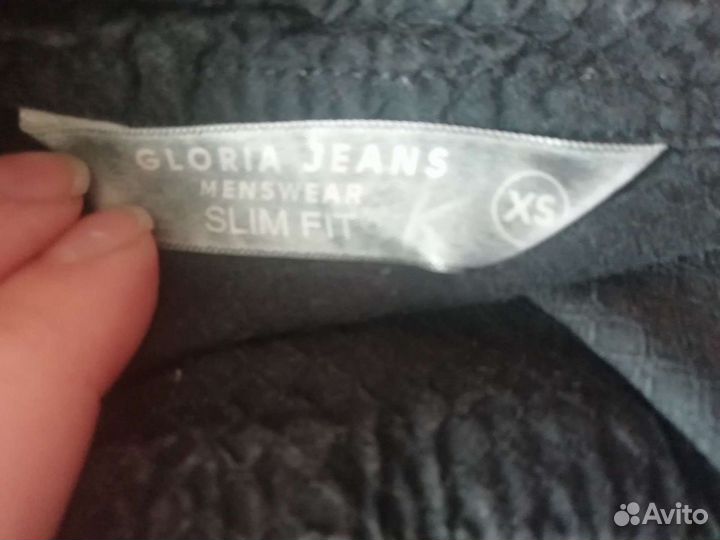 GLORIA JEANS
MENSWEAR
SLIM FIT
XS
Avito